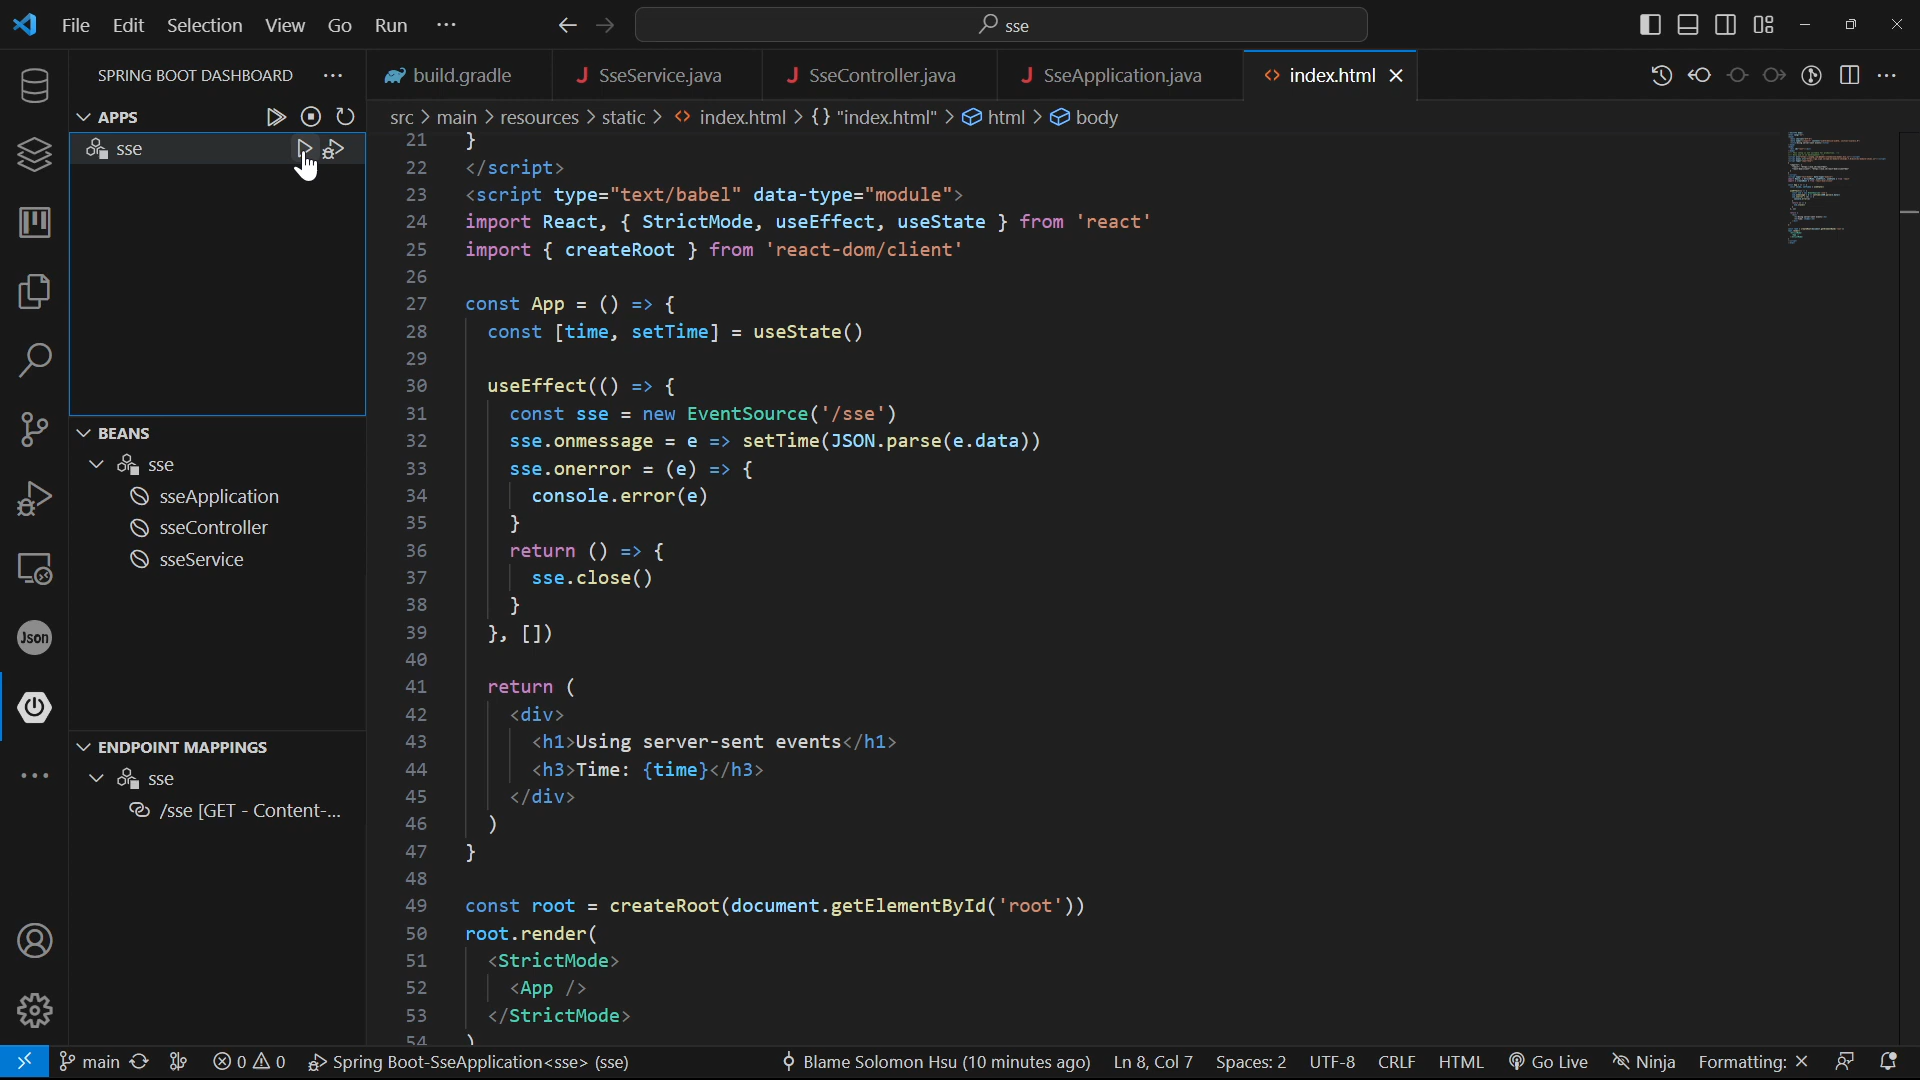 File Edit Selection View Go Run ··· sse
SPRING BOOT DASHBOARD ···
APPS
sse
BEANS
sse
sseApplication
sseController
sseService
ENDPOINT MAPPINGS
sse
/sse [GET - Content-...
Json
build.gradle SseService.java SseController.java SseApplication.java index.html
src > main > resources > static > index.html > {} "index.html" > html > body
21 }
22 </script>
23 <script type="text/babel" data-type="module">
24 import React, { StrictMode, useEffect, useState } from 'react'
25 import { createRoot } from 'react-dom/client'
26
27 const App = () => {
28 const [time, setTime] = useState()
29
30 useEffect(() => {
31 const sse = new EventSource('/sse')
32 sse.onmessage = e => setTime(JSON.parse(e.data))
33 sse.onerror = (e) => {
34 console.error(e)
35 }
36 return () => {
37 sse.close()
38 }
39 }, [])
40
41 return (
42 <div>
43 <h1>Using server-sent events</h1>
44 <h3>Time: {time}</h3>
45 </div>
46 )
47 }
48
49 const root = createRoot(document.getElementById('root'))
50 root.render(
51 <StrictMode>
52 <App />
53 </StrictMode>
54 )
main 0 0 Spring Boot-SseApplication<sse> (sse) Blame Solomon Hsu (10 minutes ago) Ln 8, Col 7 Spaces: 2 UTF-8 CRLF HTML Go Live Ninja Formatting: ×